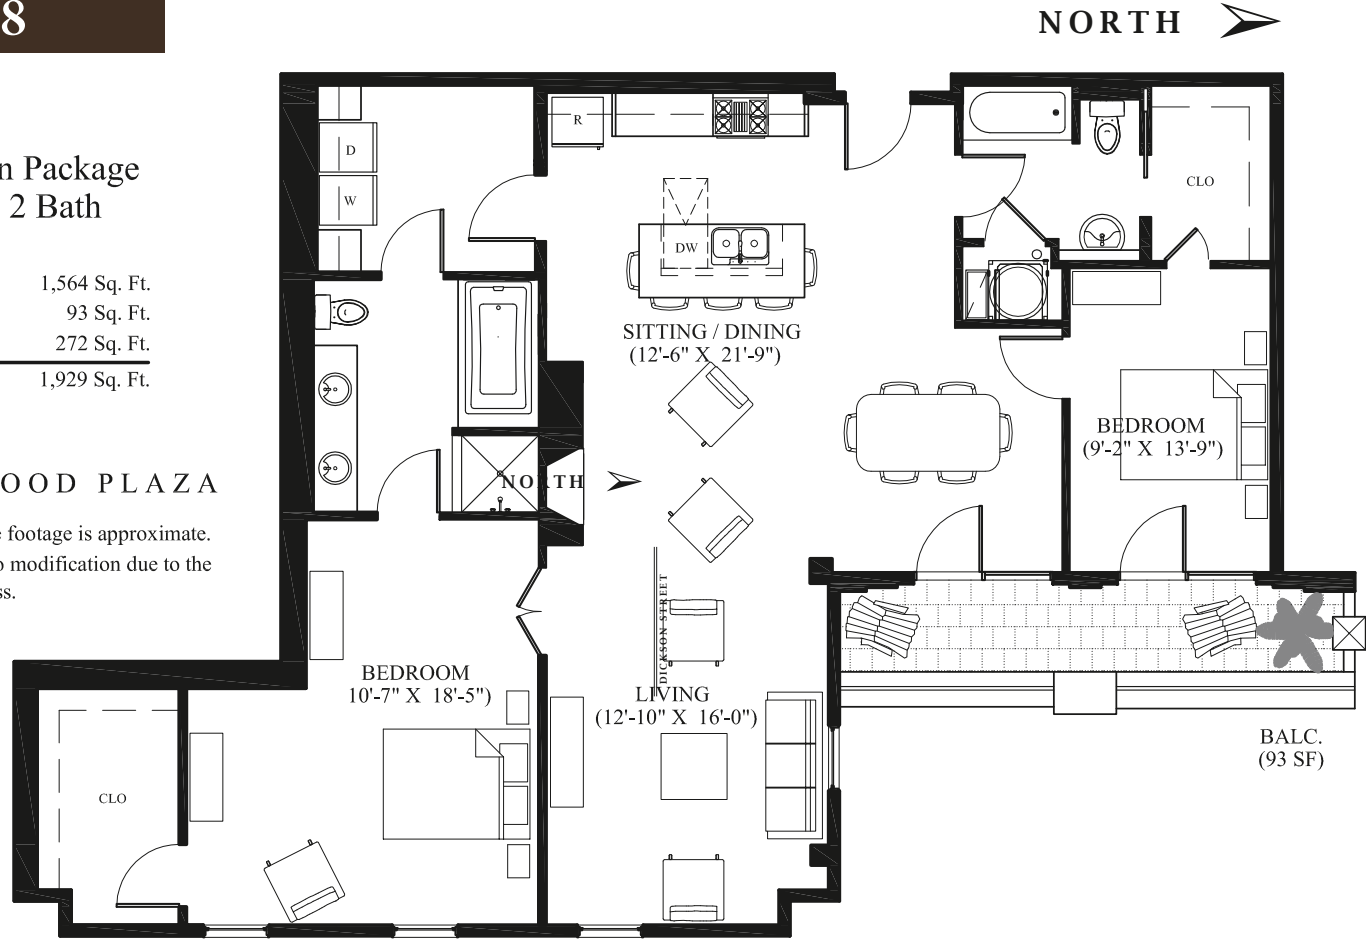 8
NORTH
n Package
2 Bath
1,564 Sq. Ft.
93 Sq. Ft.
272 Sq. Ft.
1,929 Sq. Ft.
OOD PLAZA
e footage is approximate.
o modification due to the
ss.
D
W
R
DW
CLO
SITTING / DINING
(12'-6" X 21'-9")
BEDROOM
(9'-2" X 13'-9")
NORTH
DICKSON STREET
BEDROOM
10'-7" X 18'-5")
LIVING
(12'-10" X 16'-0")
CLO
BALC.
(93 SF)